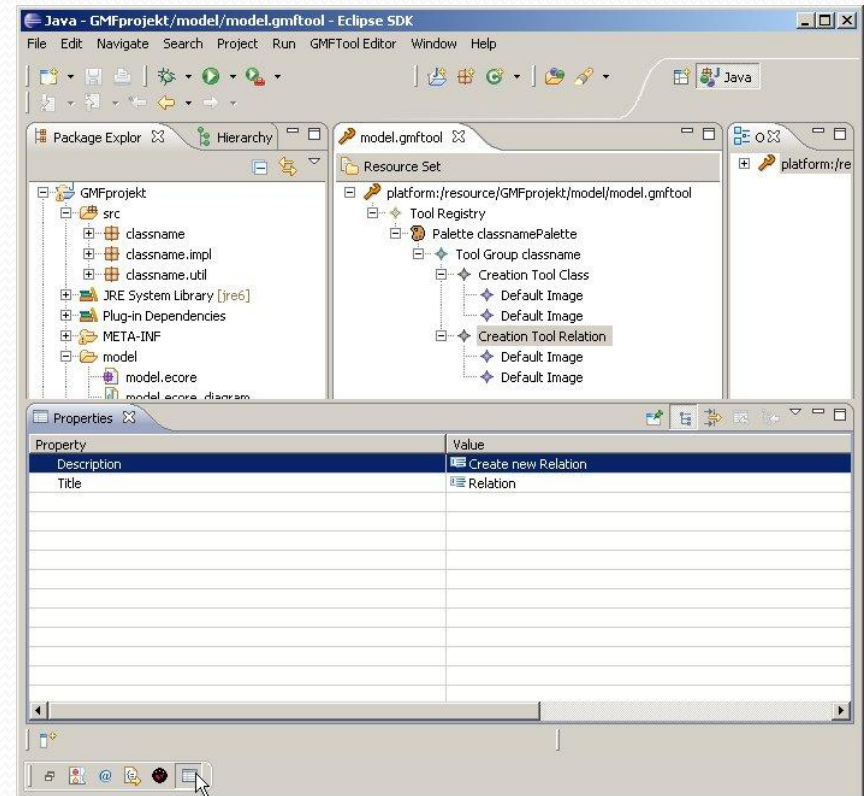 Java - GMFprojekt/model/model.gmftool - Eclipse SDK
File Edit Navigate Search Project Run GMFTool Editor Window Help
Java
Package Explor
Hierarchy
GMFprojekt
src
classname
classname.impl
classname.util
JRE System Library [jre6]
Plug-in Dependencies
META-INF
model
model.ecore
model.ecore_diagram
model.gmftool
Resource Set
platform:/resource/GMFprojekt/model/model.gmftool
Tool Registry
Palette classnamePalette
Tool Group classname
Creation Tool Class
Default Image
Default Image
Creation Tool Relation
Default Image
Default Image
O
platform:/re
Properties
Property Value
Description Create new Relation
Title Relation